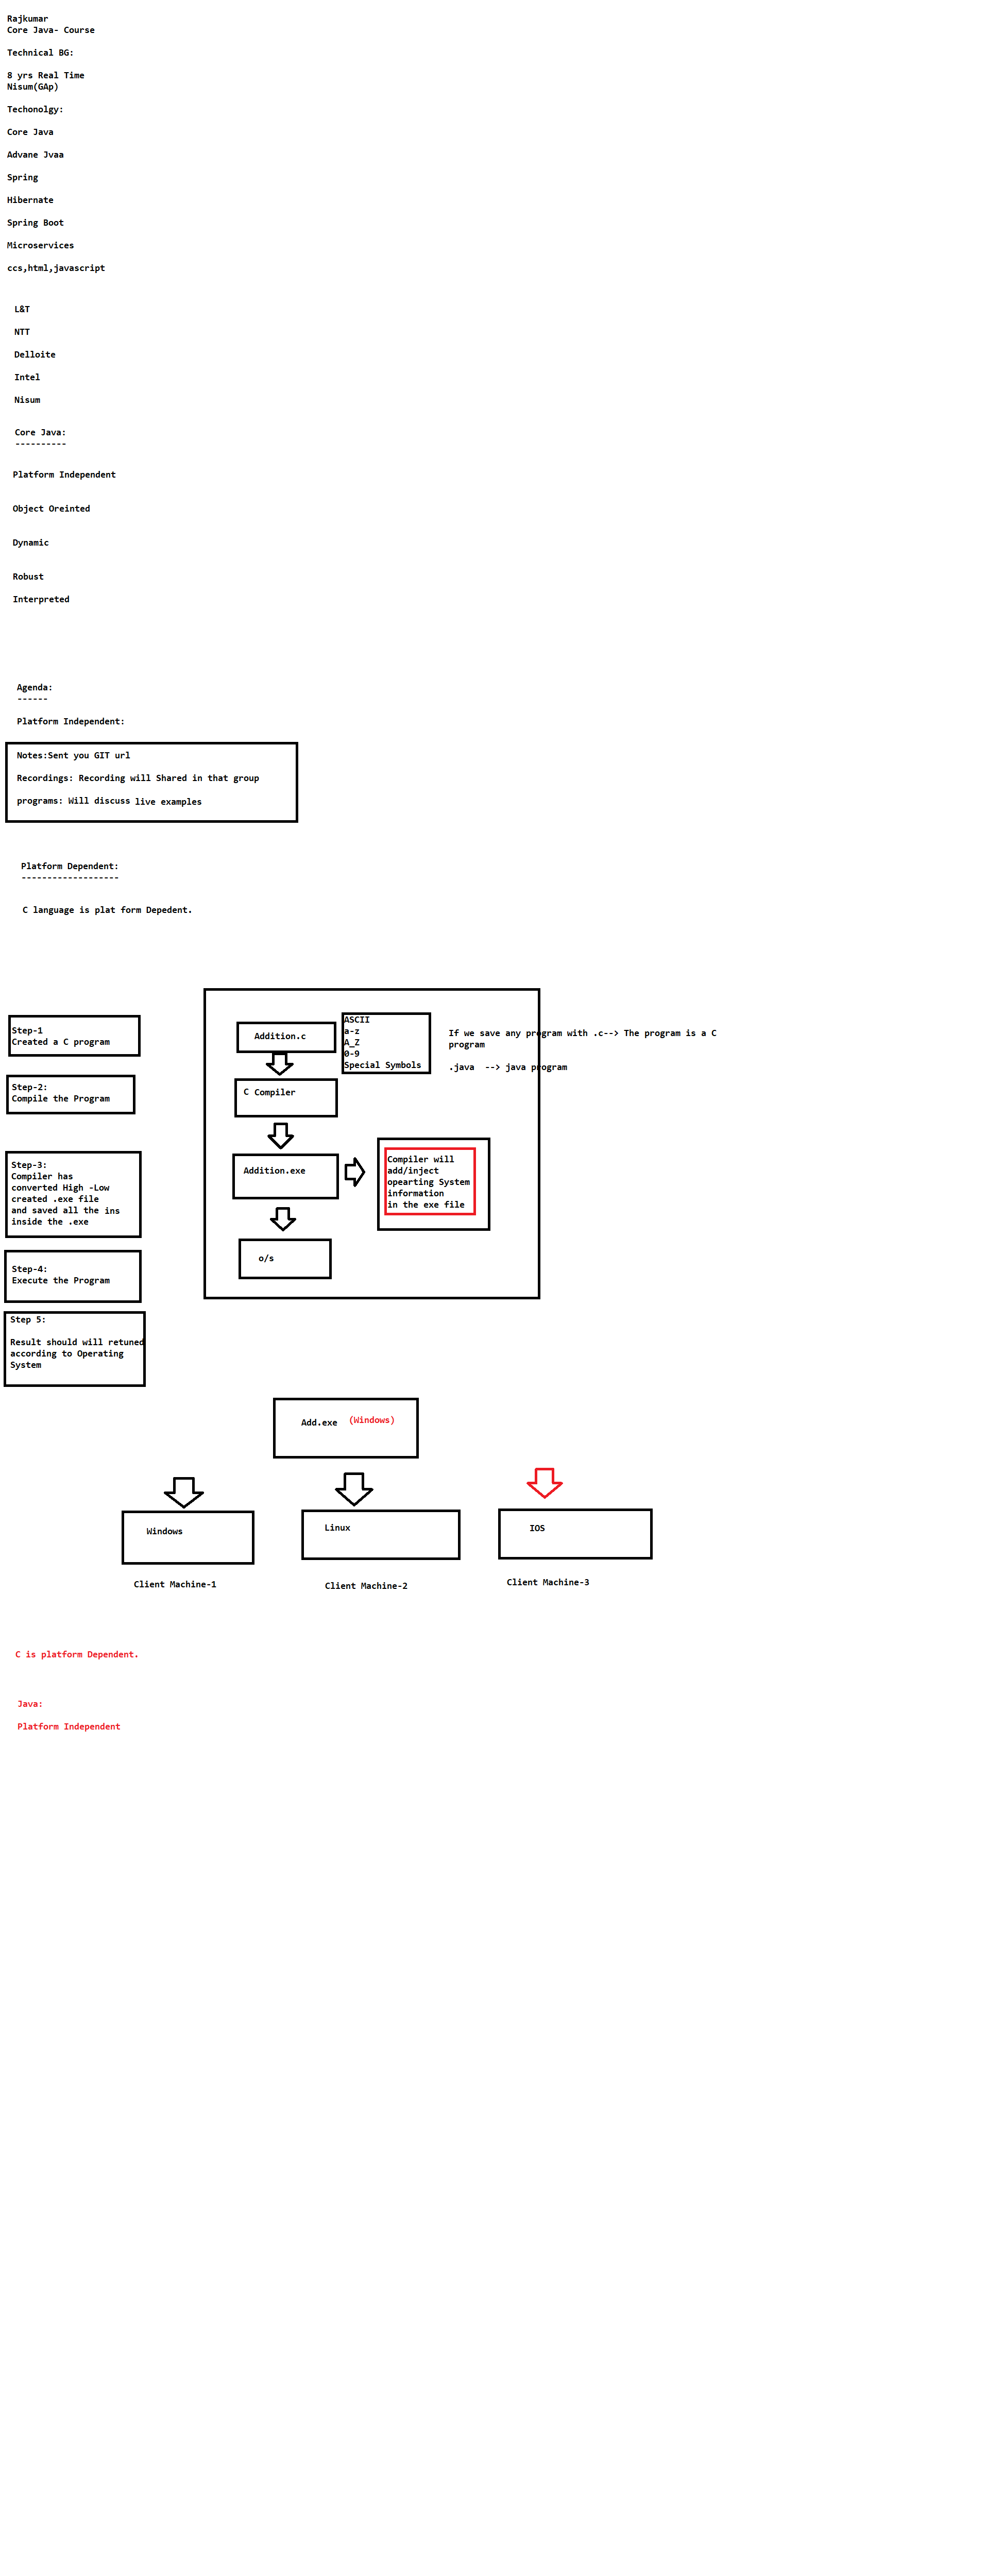 Rajkumar
Core Java- Course
Technical BG:
8 yrs Real Time
Nisum(GAp)
Techonolgy:
Core Java
Advane Jvaa
Spring
Hibernate
Spring Boot
Microservices
ccs,html,javascript
L&T
NTT
Delloite
Intel
Nisum
Core Java:
----------
Platform Independent
Object Oreinted
Dynamic
Robust
Interpreted
Agenda:
------
Platform Independent:
Notes:Sent you GIT url
Recordings: Recording will Shared in that group
programs: Will discuss live examples
Platform Dependent:
-------------------
C language is plat form Depedent.
Step-1
Created a C program
Step-2:
Compile the Program
Step-3:
Compiler has
converted High -Low
created .exe file
and saved all the ins
inside the .exe
Step-4:
Execute the Program
Step 5:
Result should will retuned
according to Operating
System
Addition.c
ASCII
a-z
A_Z
0-9
Special Symbols
If we save any program with .c--> The program is a C
program
.java  --> java program
C Compiler
Addition.exe
Compiler will
add/inject
opearting System
information
in the exe file
o/s
Add.exe (Windows)
Windows
Linux
IOS
Client Machine-1
Client Machine-2
Client Machine-3
C is platform Dependent.
Java:
Platform Independent